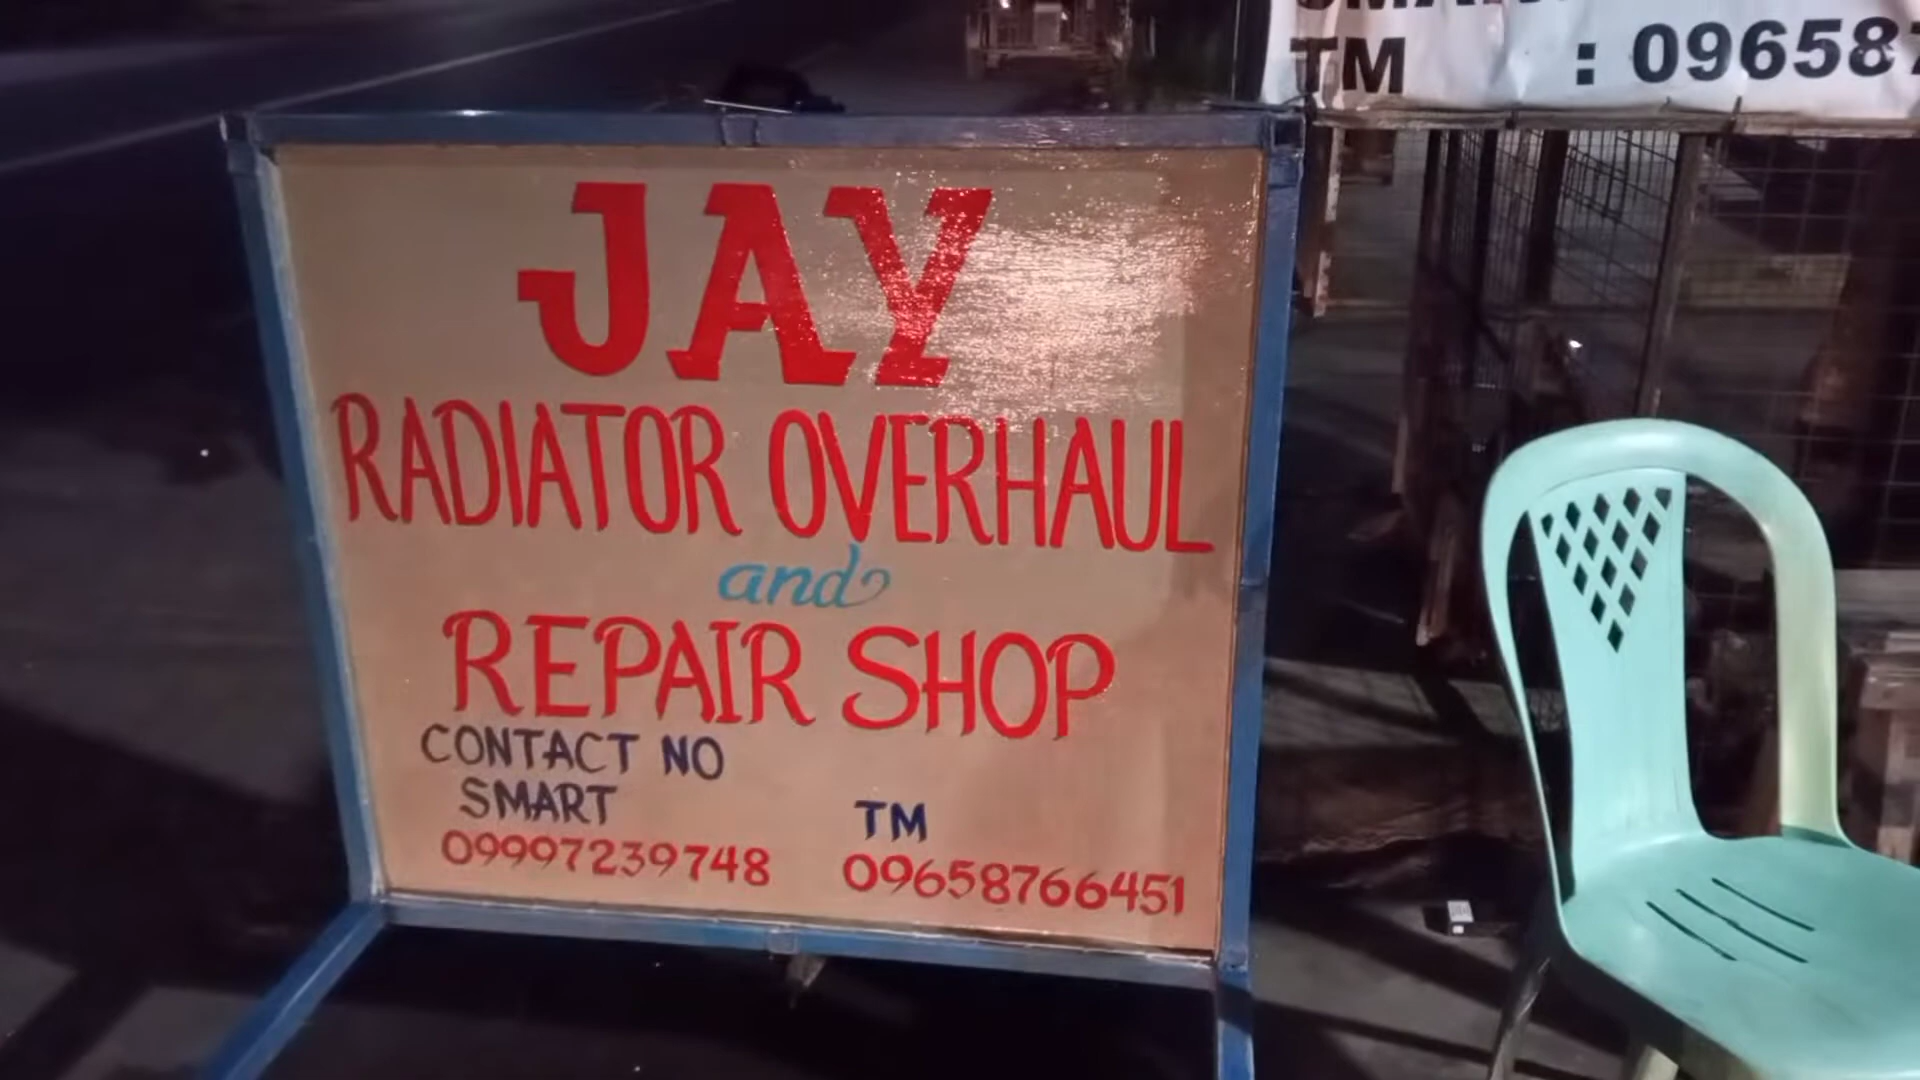 JAY
RADIATOR OVERHAUL
and
REPAIR SHOP
CONTACT NO
SMART
09997239748
TM
09658766451
TM : 09658